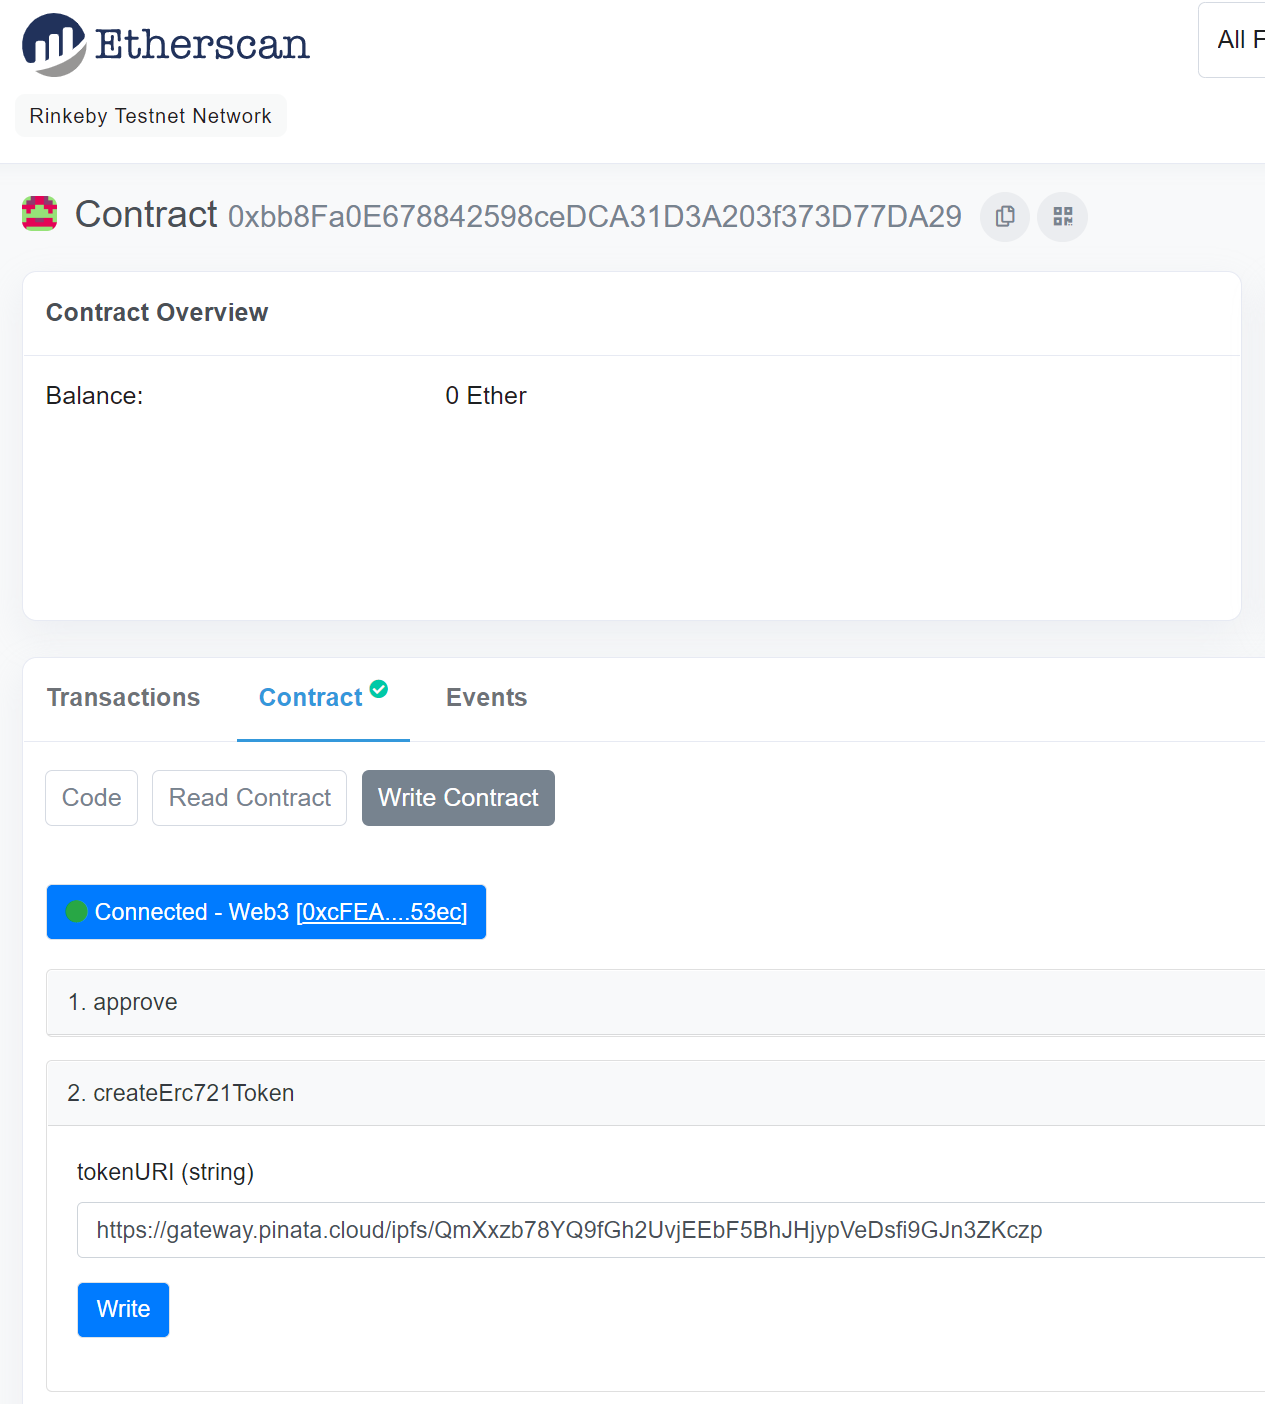 Etherscan
All F
Rinkeby Testnet Network
Contract 0xbb8Fa0E678842598ceDCA31D3A203f373D77DA29
Contract Overview
Balance: 0 Ether
Transactions Contract Events
Code Read Contract Write Contract
Connected - Web3 [0xcFEA....53ec]
1. approve
2. createErc721Token
tokenURI (string)
https://gateway.pinata.cloud/ipfs/QmXxzb78YQ9fGh2UvjEEbF5BhJHjypVeDsfi9GJn3ZKczp
Write